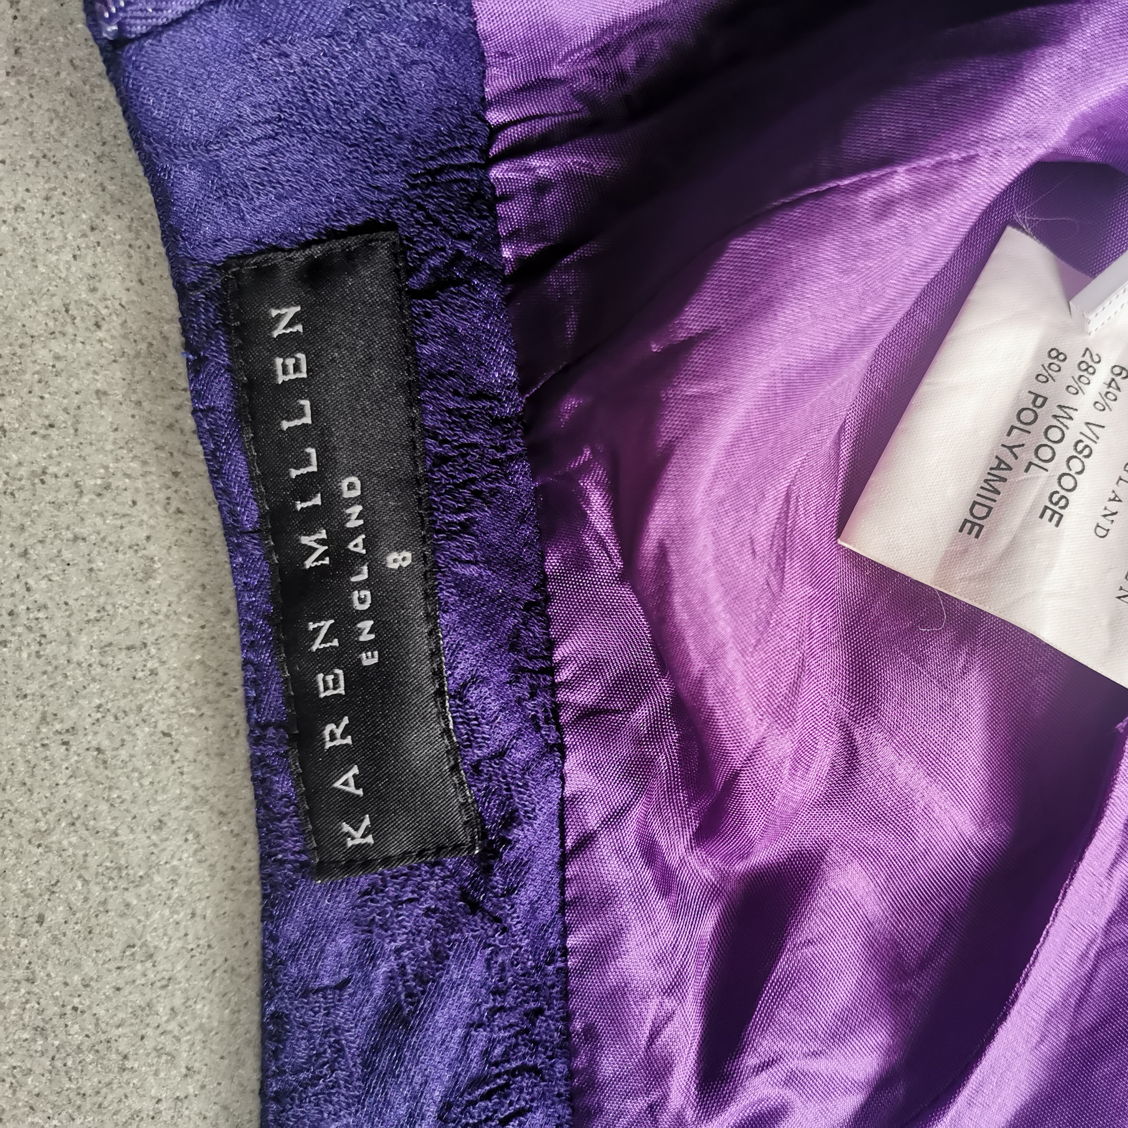 KAREN MILLEN
ENGLAND
8
64% VISCOSE
28% WOOL
8% POLYAMIDE